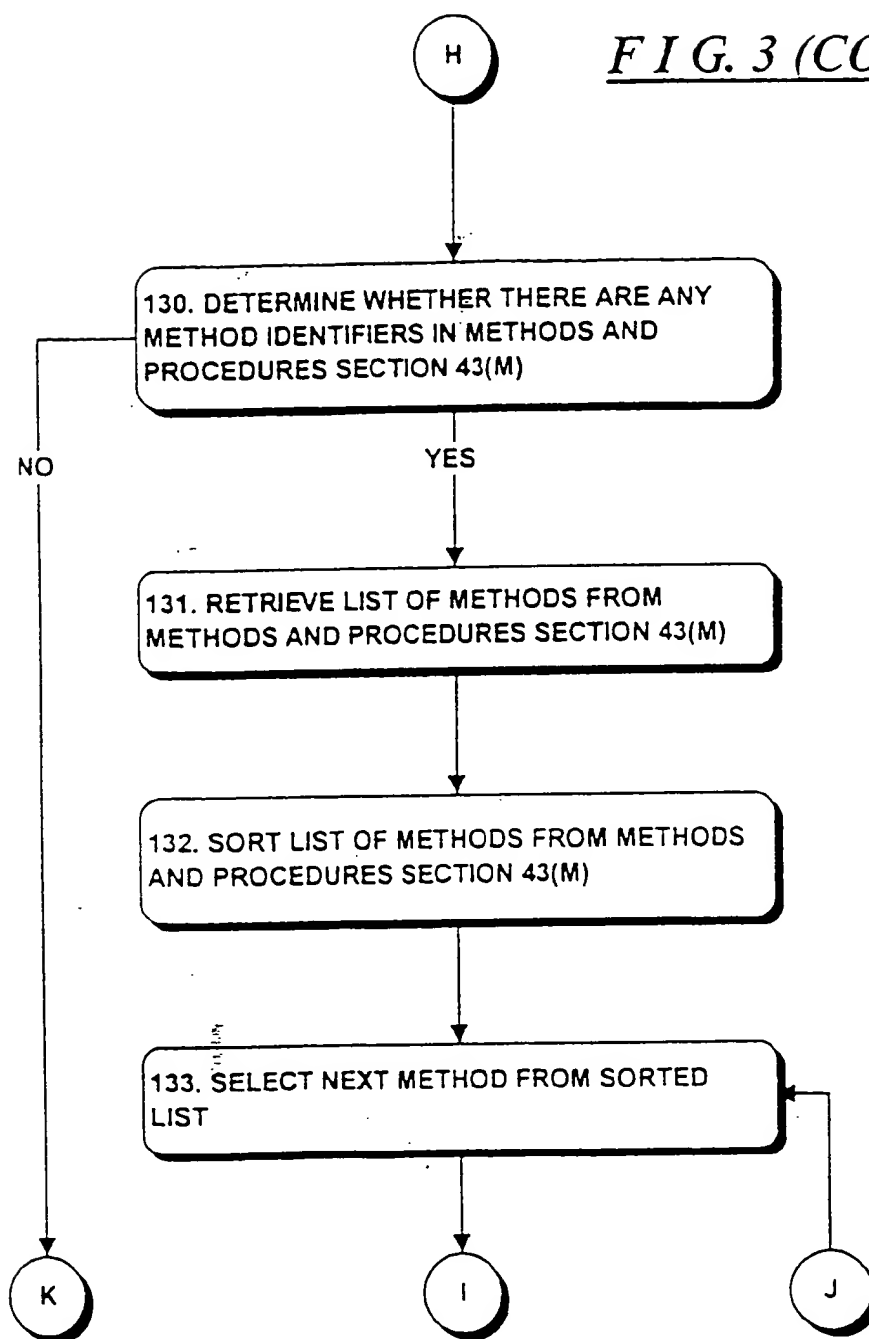 H
F I G. 3 (CO
130. DETERMINE WHETHER THERE ARE ANY
METHOD IDENTIFIERS IN METHODS AND
PROCEDURES SECTION 43(M)
NO
YES
131. RETRIEVE LIST OF METHODS FROM
METHODS AND PROCEDURES SECTION 43(M)
132. SORT LIST OF METHODS FROM METHODS
AND PROCEDURES SECTION 43(M)
133. SELECT NEXT METHOD FROM SORTED
LIST
K
I
J